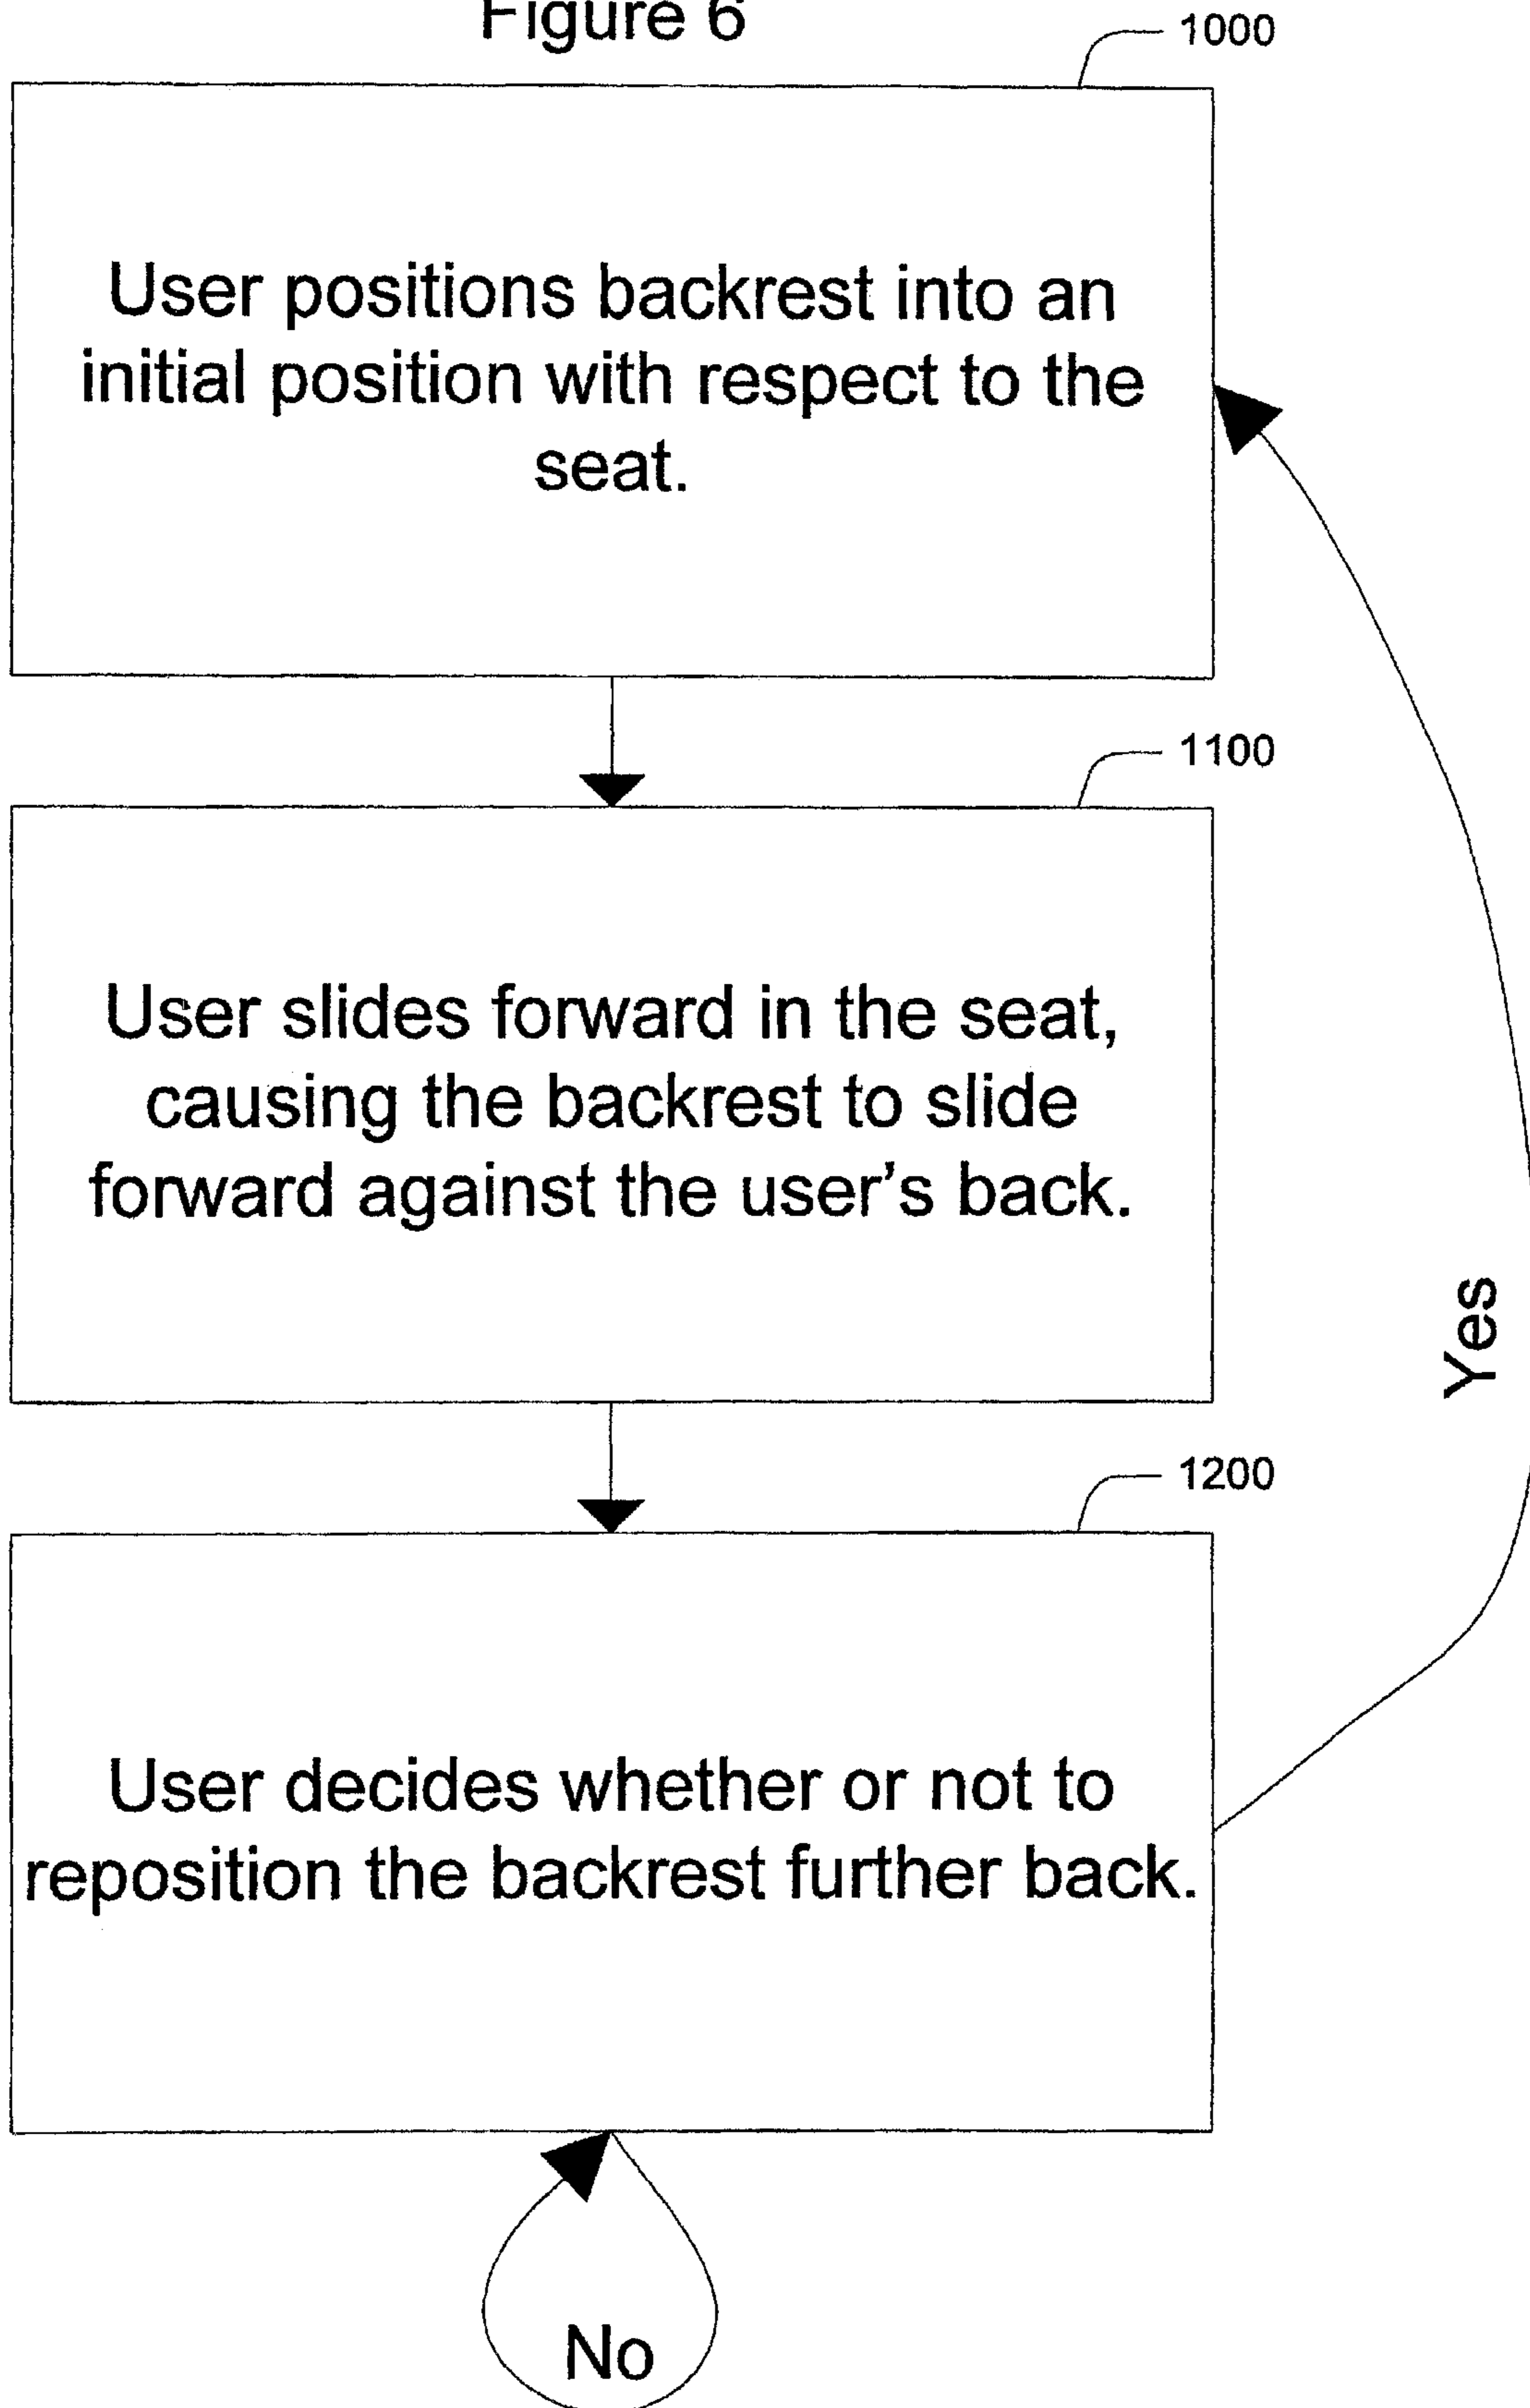 Figure 6
1000
User positions backrest into an
initial position with respect to the
seat.
1100
User slides forward in the seat,
causing the backrest to slide
forward against the user's back.
Yes
1200
User decides whether or not to
reposition the backrest further back.
No